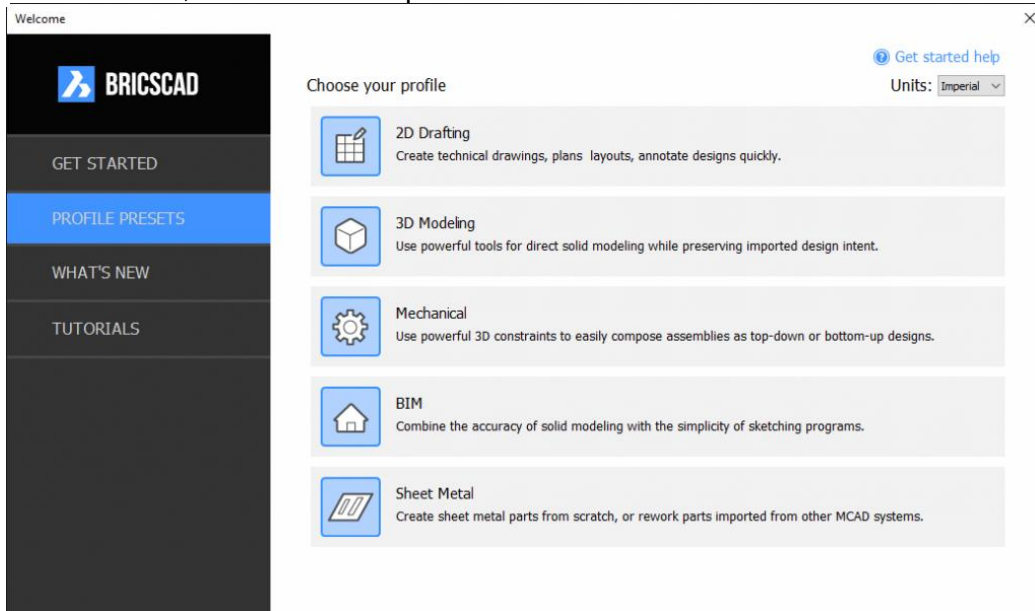 Welcome
BRICSCAD
Get started help
Choose your profile
Units: Imperial
GET STARTED
PROFILE PRESETS
WHAT'S NEW
TUTORIALS
2D Drafting
Create technical drawings, plans layouts, annotate designs quickly.
3D Modeling
Use powerful tools for direct solid modeling while preserving imported design intent.
Mechanical
Use powerful 3D constraints to easily compose assemblies as top-down or bottom-up designs.
BIM
Combine the accuracy of solid modeling with the simplicity of sketching programs.
Sheet Metal
Create sheet metal parts from scratch, or rework parts imported from other MCAD systems.